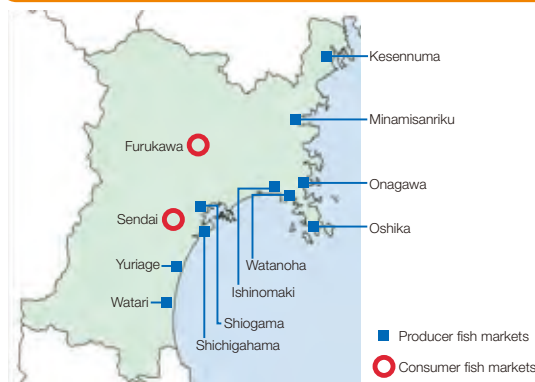 Kesennuma
Minamisanriku
Furukawa
Onagawa
Sendai
Oshika
Yuriage
Watanoha
Watari
Ishinomaki
Shiogama
Shichigahama
Producer fish markets
Consumer fish markets